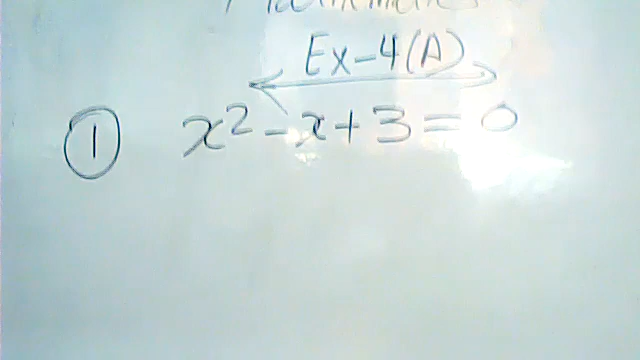 Ex-4(A)
① x² - x + 3 = 0